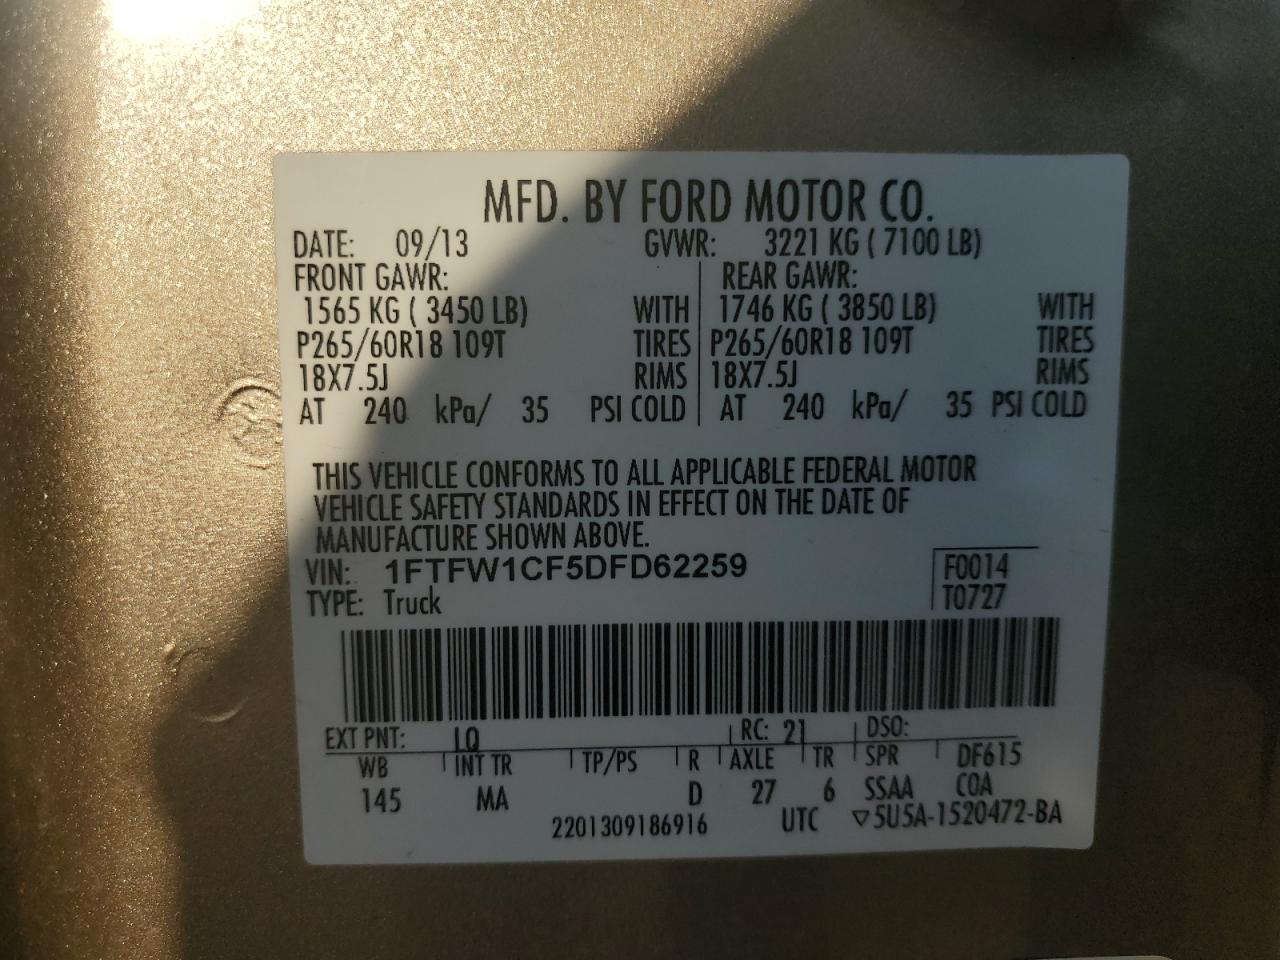 MFD. BY FORD MOTOR CO.
DATE: 09/13 GVWR: 3221 KG ( 7100 LB)
FRONT GAWR: REAR GAWR:
1565 KG ( 3450 LB) WITH 1746 KG ( 3850 LB) WITH
P265/60R18 109T TIRES P265/60R18 109T TIRES
18X7.5J RIMS 18X7.5J RIMS
AT 240 kPa/ 35 PSI COLD AT 240 kPa/ 35 PSI COLD
THIS VEHICLE CONFORMS TO ALL APPLICABLE FEDERAL MOTOR
VEHICLE SAFETY STANDARDS IN EFFECT ON THE DATE OF
MANUFACTURE SHOWN ABOVE.
VIN: 1FTFW1CF5DFD62259 F0014
TYPE: Truck T0727
EXT PNT: LQ RC: 21 DSO:
WB INT TR TP/PS R AXLE TR SPR DF615
145 MA D 27 6 SSAA COA
2201309186916 UTC ▽5U5A-1520472-BA